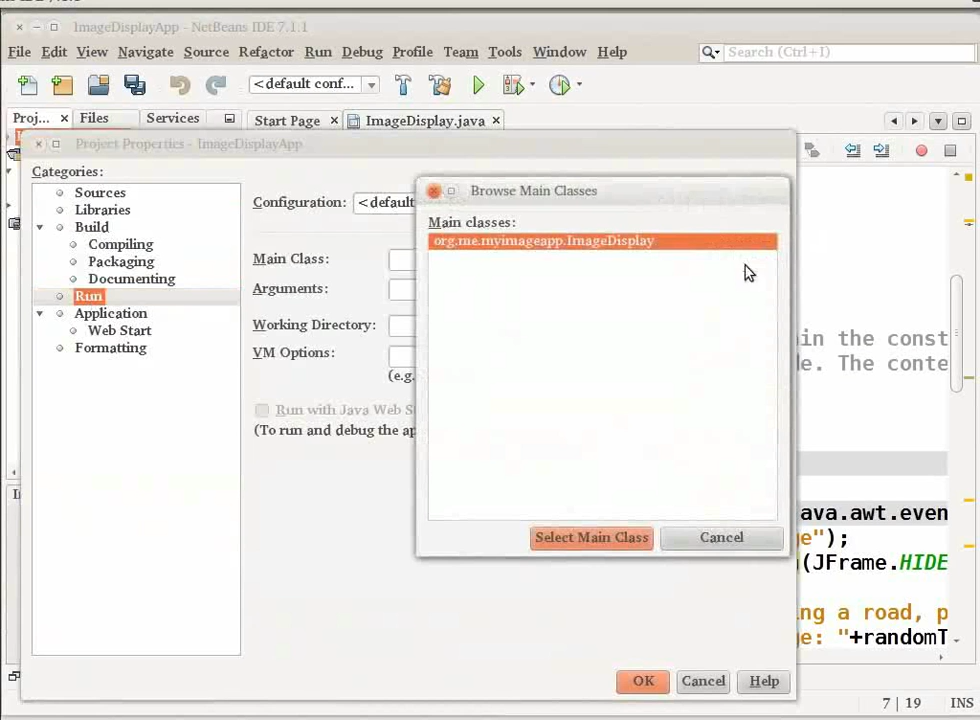 ImageDisplayApp - NetBeans IDE 7.1.1
File Edit View Navigate Source Refactor Run Debug Profile Team Tools Window Help
Search (Ctrl+I)
<default conf...
Proj... Files Services Start Page ImageDisplay.java
Project Properties - ImageDisplayApp
Categories:
Sources
Libraries
Build
Compiling
Packaging
Documenting
Run
Application
Web Start
Formatting
Configuration: <default
Main Class:
Arguments:
Working Directory:
VM Options:
(e.g.
Run with Java Web S
(To run and debug the ap
Browse Main Classes
Main classes:
org.me.myimageapp.ImageDisplay
Select Main Class Cancel
OK Cancel Help
in the const
e. The conte
ava.awt.even
e");
(JFrame.HIDE
ng a road, p
ge: "+randomT
7 | 19 INS